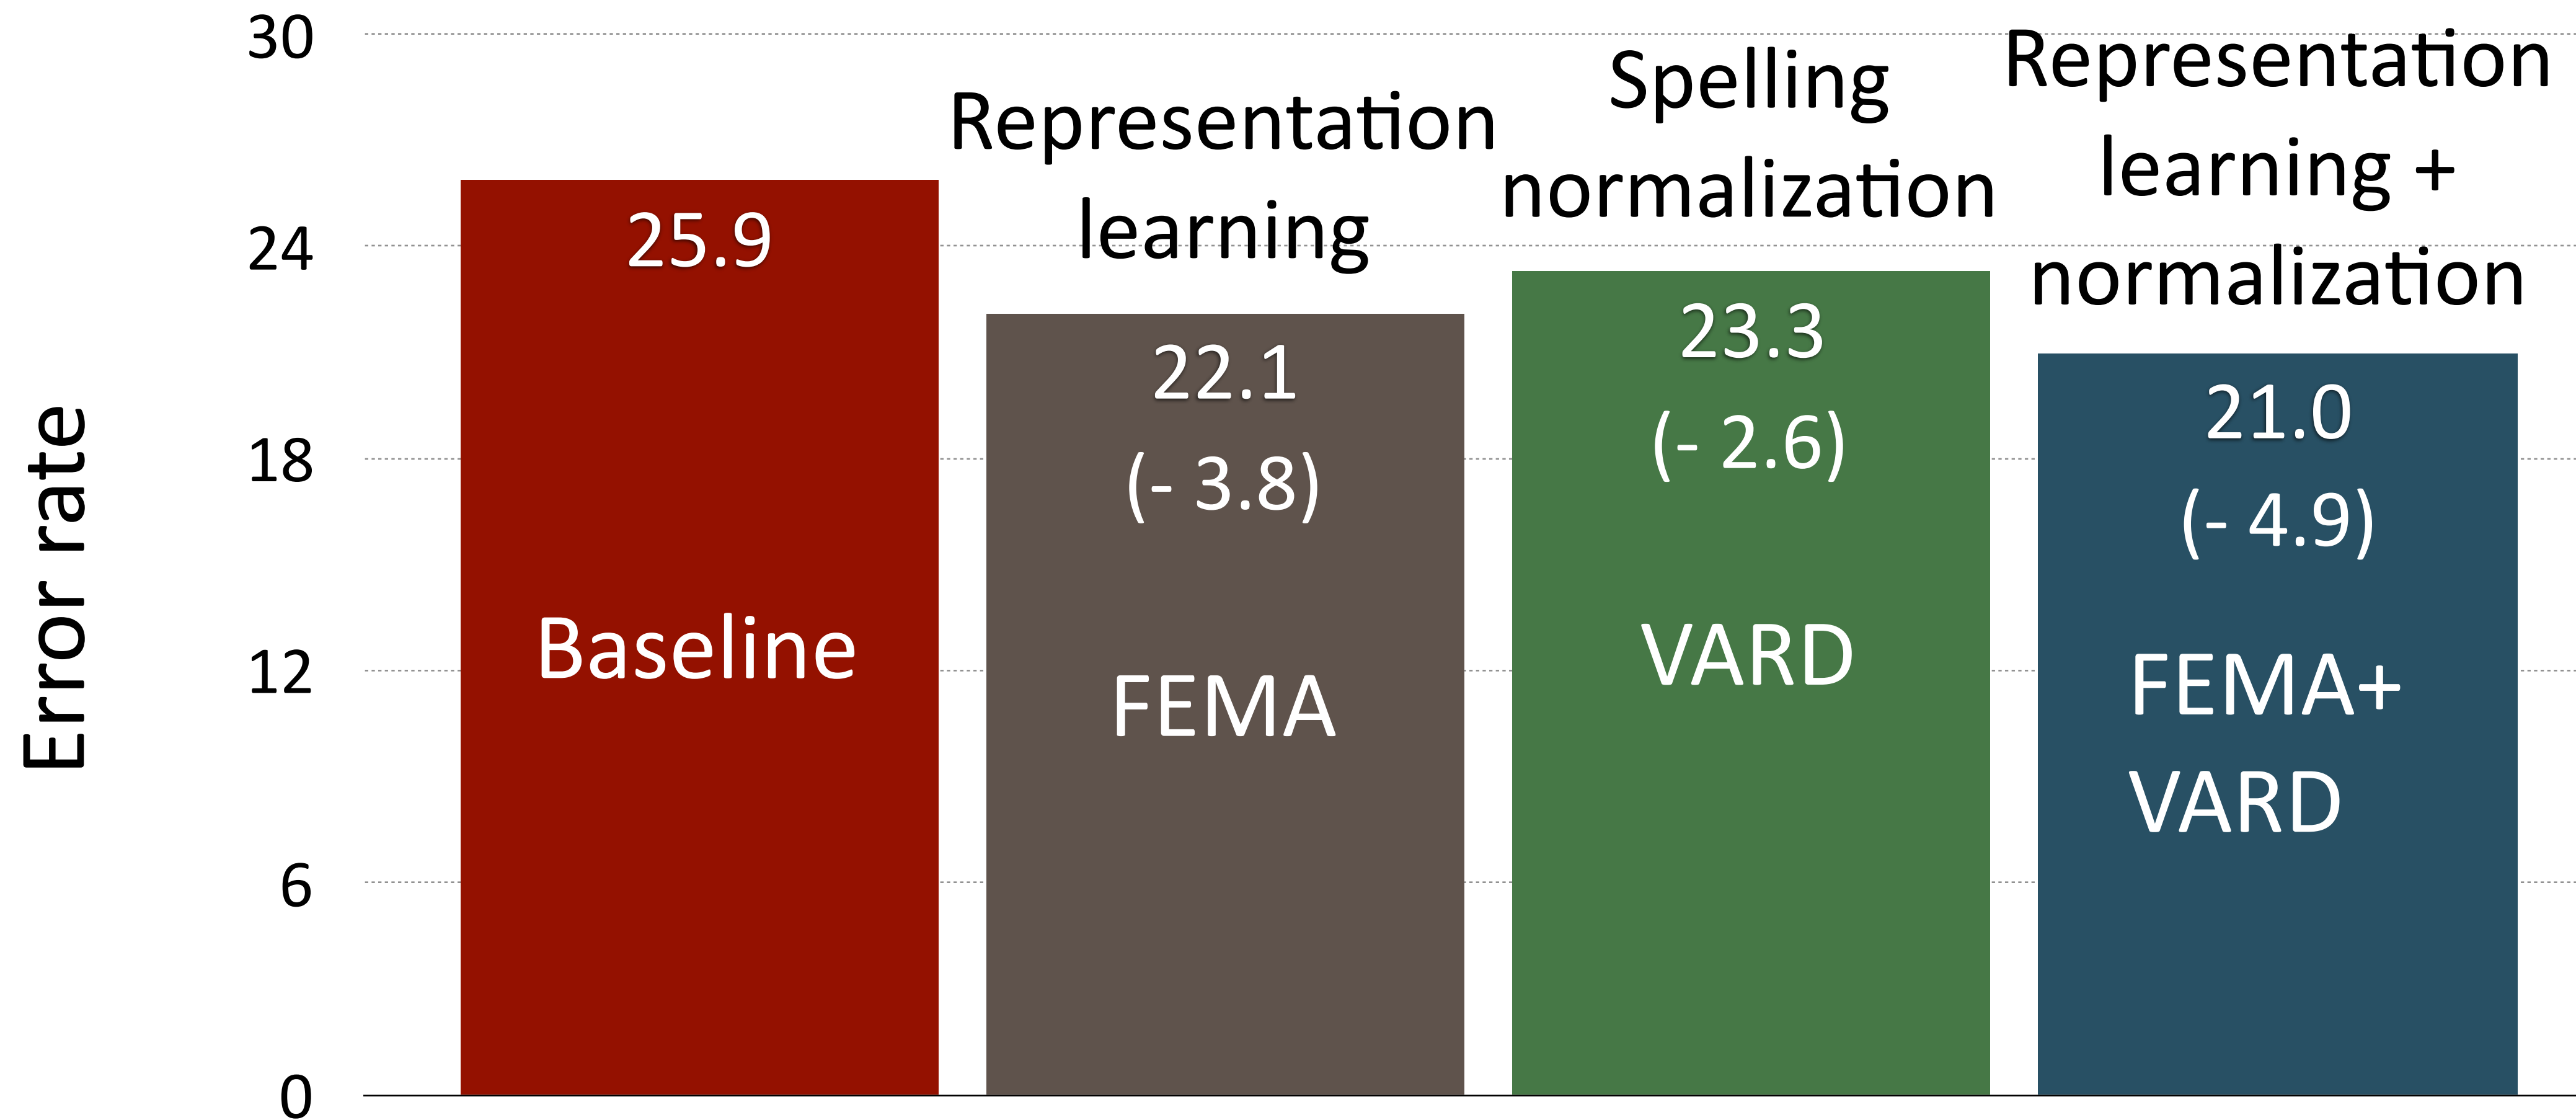 Error rate
30
24
18
12
6
0
25.9
Baseline
Representation
learning
22.1
(- 3.8)
FEMA
Spelling
normalization
23.3
(- 2.6)
VARD
Representation
learning +
normalization
21.0
(- 4.9)
FEMA+
VARD